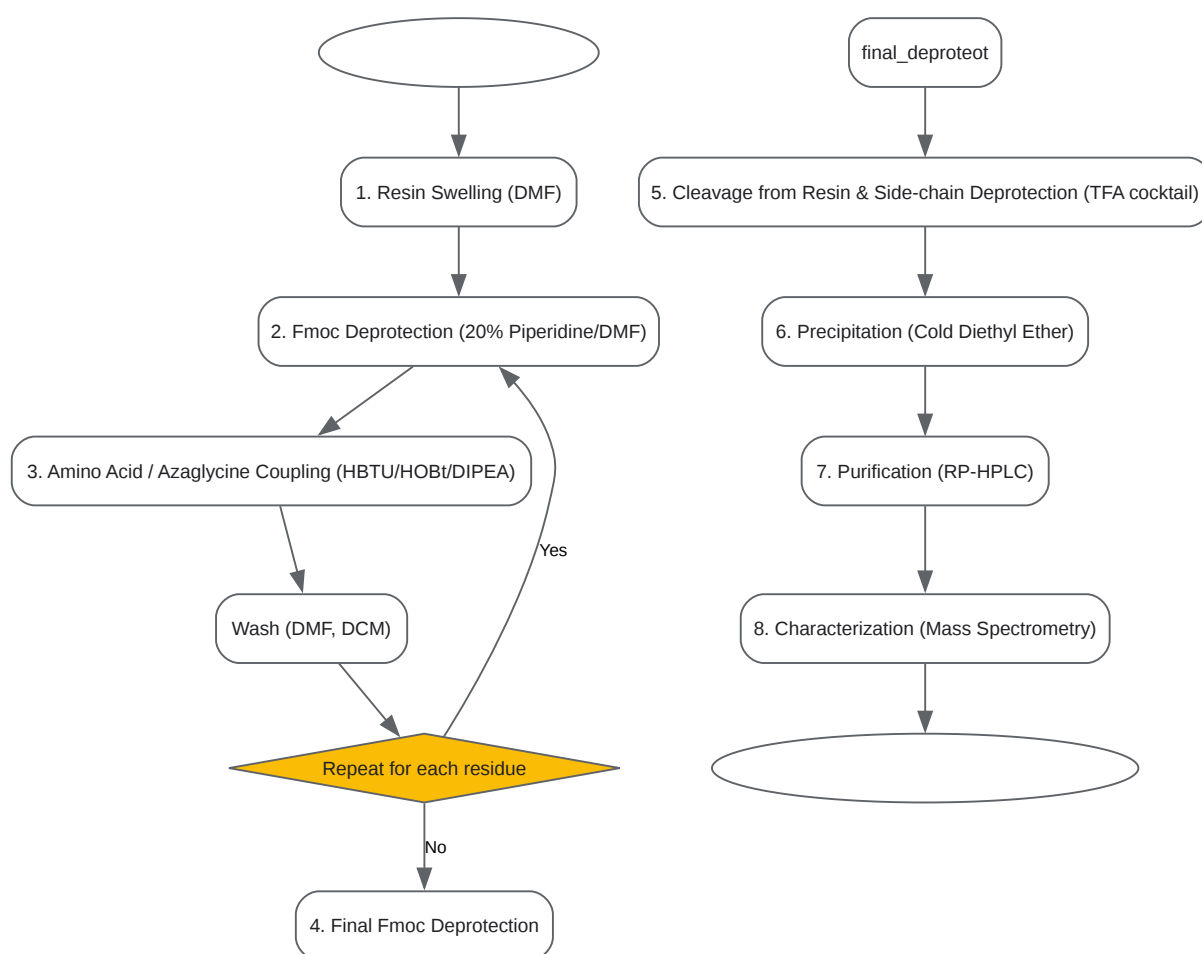 1. Resin Swelling (DMF)
2. Fmoc Deprotection (20% Piperidine/DMF)
3. Amino Acid / Azaglycine Coupling (HBTU/HOBt/DIPEA)
Yes
Wash (DMF, DCM)
Repeat for each residue
No
4. Final Fmoc Deprotection
final_deproteot
5. Cleavage from Resin & Side-chain Deprotection (TFA cocktail)
6. Precipitation (Cold Diethyl Ether)
7. Purification (RP-HPLC)
8. Characterization (Mass Spectrometry)